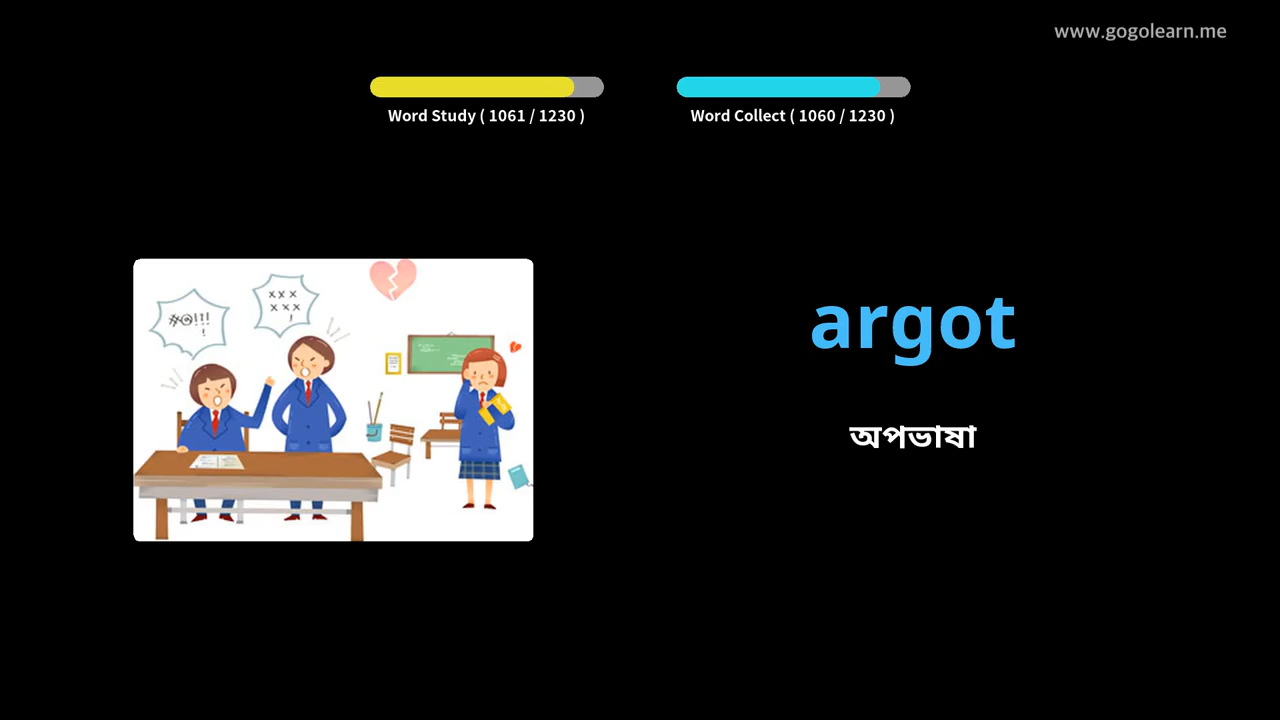 www.gogolearn.me
Word Study ( 1061 / 1230 )
Word Collect ( 1060 / 1230 )
#@!!!
!
x x x
x x x
!
argot
অপভাষা